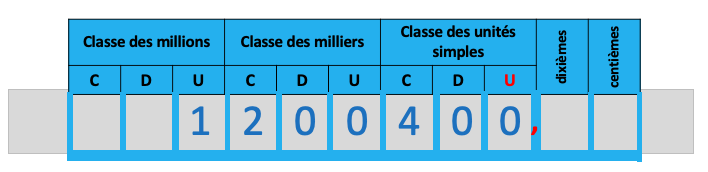 Classe des millions Classe des milliers Classe des unités simples dixièmes centièmes
C D U C D U C D U
1 2 0 0 4 0 0 ,